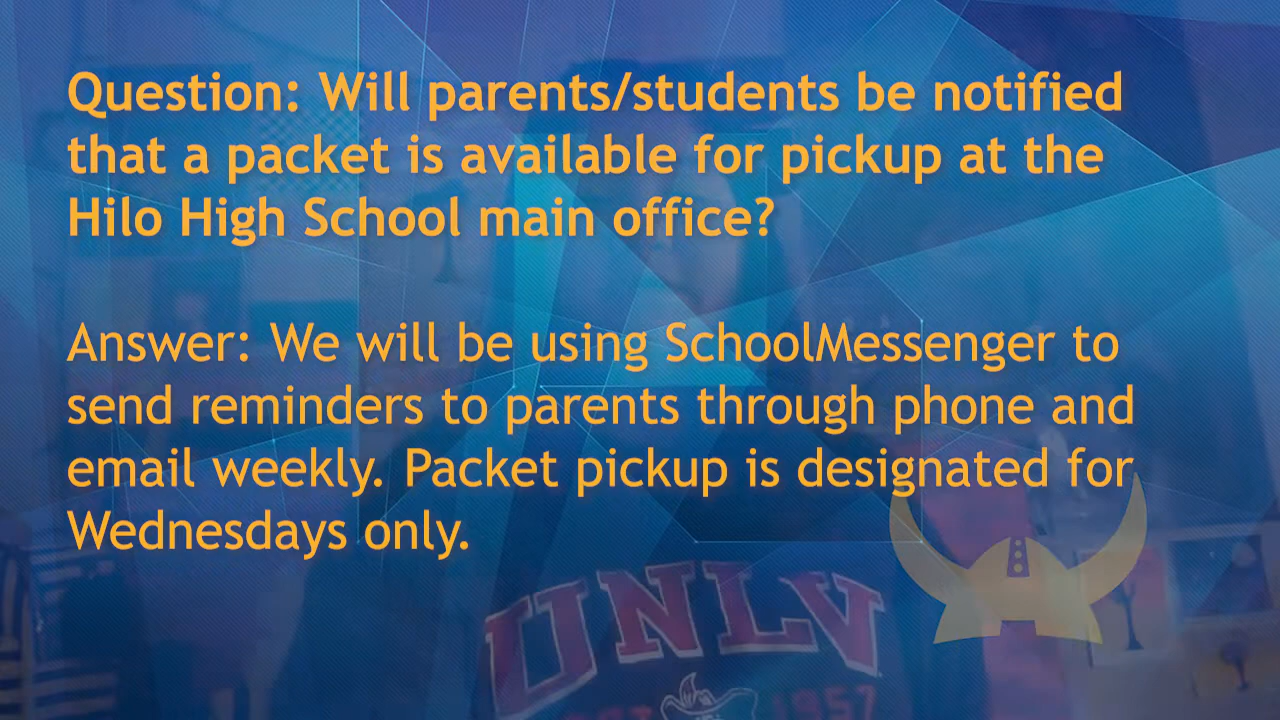 Question: Will parents/students be notified
that a packet is available for pickup at the
Hilo High School main office?
Answer: We will be using SchoolMessenger to
send reminders to parents through phone and
email weekly. Packet pickup is designated for
Wednesdays only.
UNLV
EST 1957